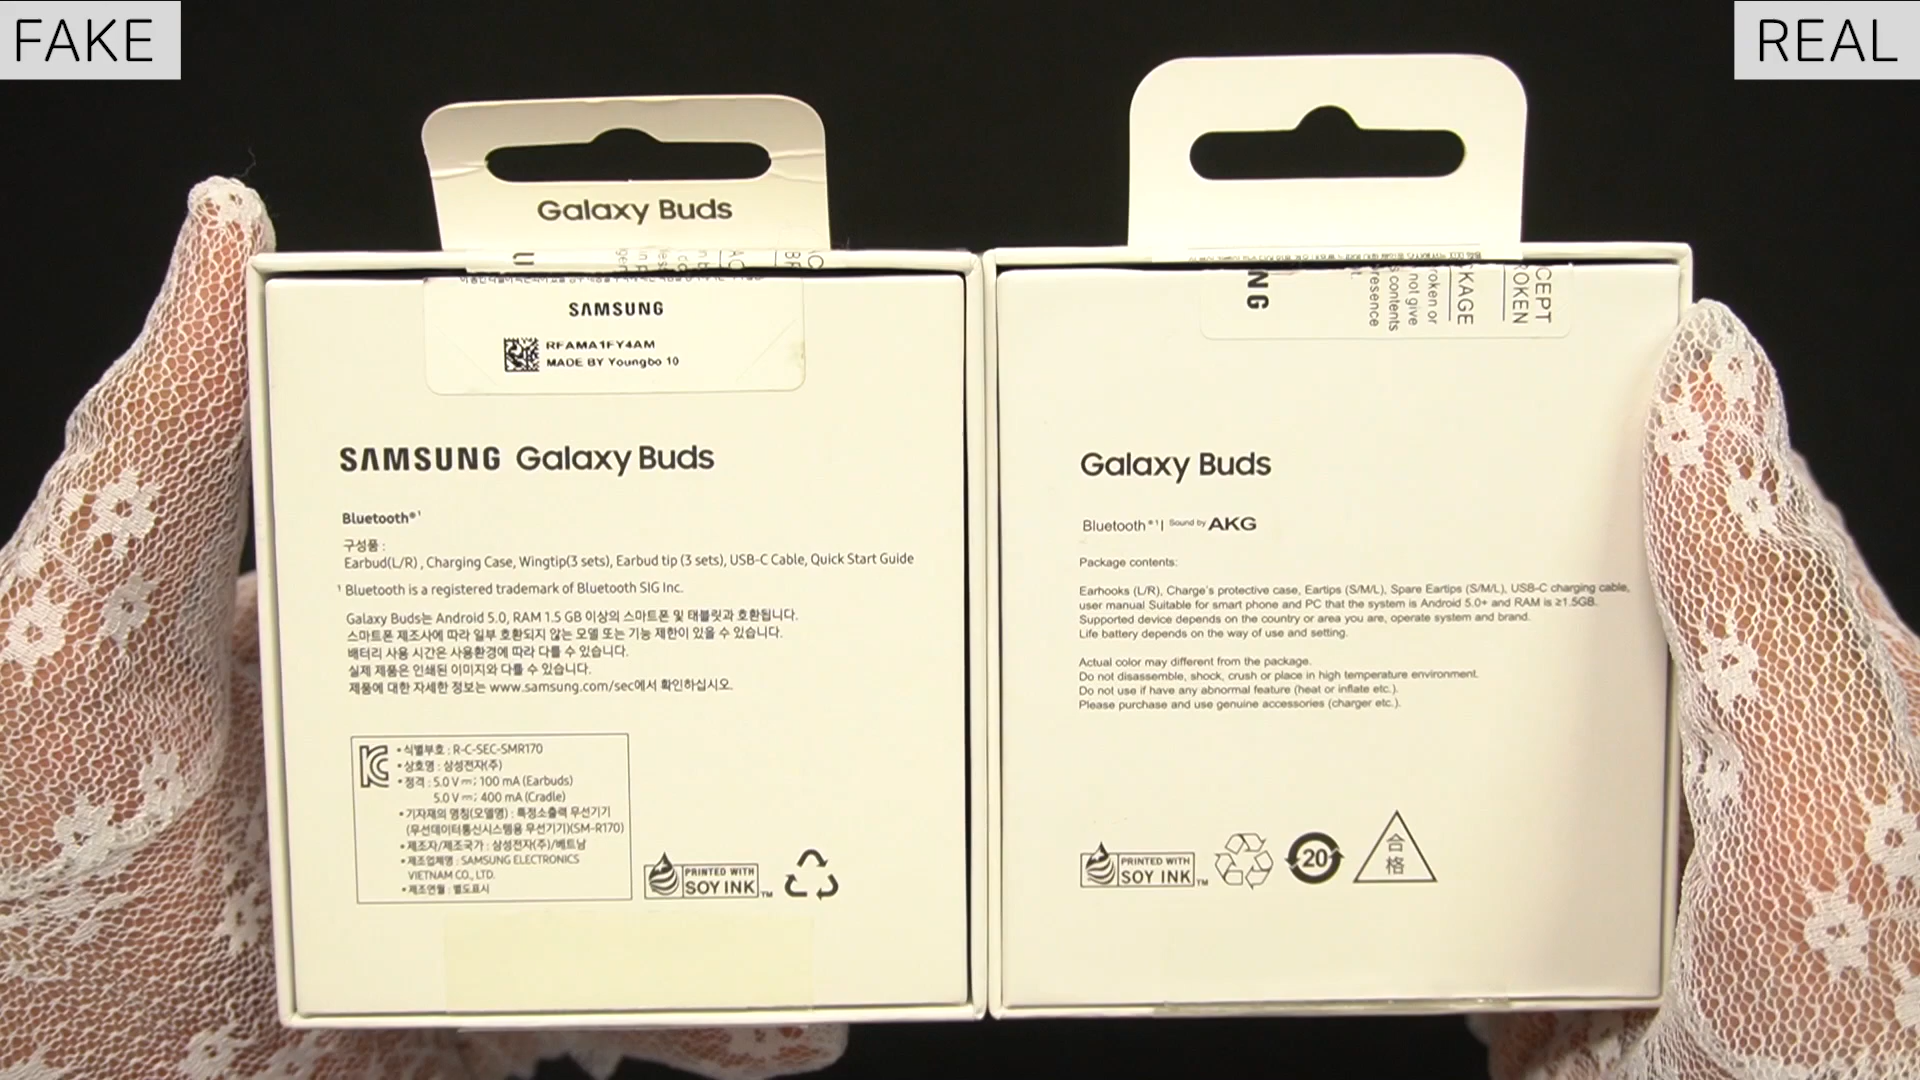 FAKE
REAL
Galaxy Buds
SAMSUNG
RFAMA1FY4AM
MADE BY Youngbo 10
SAMSUNG Galaxy Buds
Bluetooth®¹
구성품 :
Earbud(L/R) , Charging Case, Wingtip(3 sets), Earbud tip (3 sets), USB-C Cable, Quick Start Guide
¹ Bluetooth is a registered trademark of Bluetooth SIG Inc.
Galaxy Buds는 Android 5.0, RAM 1.5 GB 이상의 스마트폰 및 태블릿과 호환됩니다.
스마트폰 제조사에 따라 일부 호환되지 않는 모델 또는 기능 제한이 있을 수 있습니다.
배터리 사용 시간은 사용환경에 따라 다를 수 있습니다.
실제 제품은 인쇄된 이미지와 다를 수 있습니다.
제품에 대한 자세한 정보는 www.samsung.com/sec에서 확인하십시오.
• 식별부호 : R-C-SEC-SMR170
• 상호명 : 삼성전자(주)
• 정격 : 5.0 V ⎓; 100 mA (Earbuds)
5.0 V ⎓; 400 mA (Cradle)
• 기자재의 명칭(모델명) : 특정소출력 무선기기
(무선데이터통신시스템용 무선기기)(SM-R170)
• 제조자/제조국가 : 삼성전자(주)/베트남
• 제조업체명 : SAMSUNG ELECTRONICS
VIETNAM CO., LTD.
• 제조연월 : 별도표시
PRINTED WITH
SOY INK™
NG
CEPT
OKEN
KAGE
roken or
not give
contents
resence
Galaxy Buds
Bluetooth®¹| Sound by AKG
Package contents:
Earhooks (L/R), Charge's protective case, Eartips (S/M/L), Spare Eartips (S/M/L), USB-C charging cable,
user manual Suitable for smart phone and PC that the system is Android 5.0+ and RAM is ≥1.5GB.
Supported device depends on the country or area you are, operate system and brand.
Life battery depends on the way of use and setting.
Actual color may different from the package.
Do not disassemble, shock, crush or place in high temperature environment.
Do not use if have any abnormal feature (heat or inflate etc.).
Please purchase and use genuine accessories (charger etc.).
PRINTED WITH
SOY INK™
20
合
格